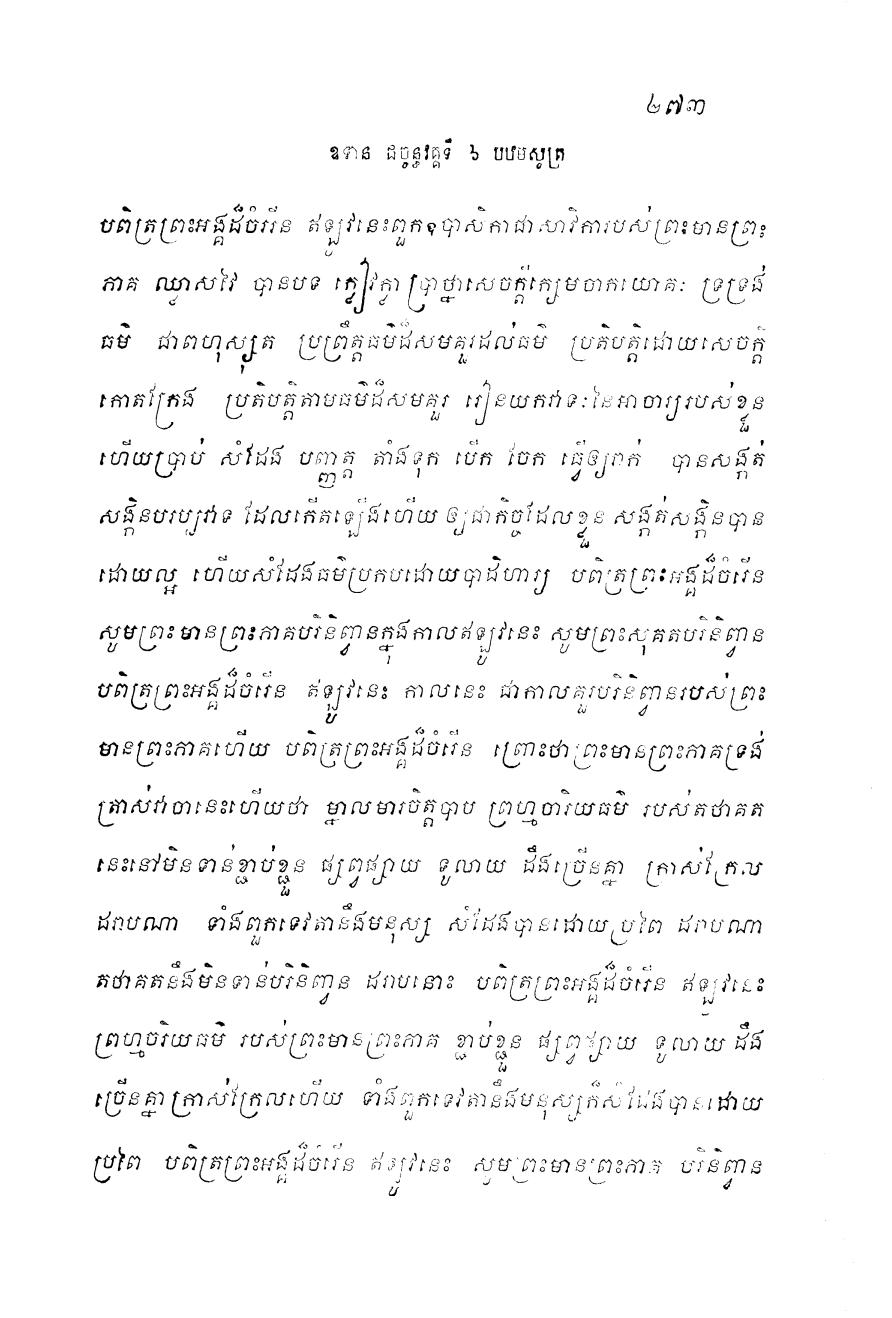 ២៧៣
ឧទាន ជច្ចន្ធវគ្គទី ៦ បឋមសូត្រ
បពិត្រព្រះអង្គដ៏ចំរើន ឥឡូវនេះពួកឧបាសិកាជាសាវិការបស់ព្រះមានព្រះ
ភាគ ឈ្លាសវៃ បានបទ ក្លៀវក្លា ប្រាថ្នាសេចក្តីក្សេមចាកយោគៈ ទ្រទ្រង់
ធម៌ ជាពហុស្សុត ប្រព្រឹត្តធម៌ដ៏សមគួរដល់ធម៌ ប្រតិបត្តិដោយសេចក្តី
កោតក្រែង ប្រតិបត្តិតាមធម៌ដ៏សមគួរ រៀនយកវាទៈនៃអាចារ្យរបស់ខ្លួន
ហើយប្រាប់ សំដែង បញ្ញត្ត តាំងទុក បើក ចែក ធ្វើឲ្យរាក់ បានសង្កត់
សង្កិនបរប្បវាទ ដែលកើតឡើងហើយ ឲ្យជាកិច្ចដែលខ្លួន សង្កត់សង្កិនបាន
ដោយល្អ ហើយសំដែងធម៌ប្រកបដោយបាដិហារ្យ បពិត្រព្រះអង្គដ៏ចំរើន
សូមព្រះមានព្រះភាគបរិនិព្វានក្នុងកាលឥឡូវនេះ សូមព្រះសុគតបរិនិព្វាន
បពិត្រព្រះអង្គដ៏ចំរើន ឥឡូវនេះ កាលនេះ ជាកាលគួរបរិនិព្វានរបស់ព្រះ
មានព្រះភាគហើយ បពិត្រព្រះអង្គដ៏ចំរើន ព្រោះថាព្រះមានព្រះភាគទ្រង់
ត្រាស់វាចានេះហើយថា ម្នាលមារចិត្តបាប ព្រហ្មចារិយធម៌ របស់តថាគត
នេះនៅមិនទាន់ខ្ជាប់ខ្ជួន ផ្សព្វផ្សាយ ទូលាយ ដឹងច្រើនគ្នា ក្រាស់ក្រែល
ដរាបណា ទាំងពួកទេវតានឹងមនុស្ស សំដែងបានដោយប្រពៃ ដរាបណា
តថាគតនឹងមិនទាន់បរិនិព្វាន ដរាបនោះ បពិត្រព្រះអង្គដ៏ចំរើន ឥឡូវនេះ
ព្រហ្មចរិយធម៌ របស់ព្រះមានព្រះភាគ ខ្ជាប់ខ្ជួន ផ្សព្វផ្សាយ ទូលាយ ដឹង
ច្រើនគ្នា ក្រាស់ក្រែលហើយ ទាំងពួកទេវតានឹងមនុស្សក៏សំដែងបានដោយ
ប្រពៃ បពិត្រព្រះអង្គដ៏ចំរើន ឥឡូវនេះ សូមព្រះមានព្រះភាគ បរិនិព្វាន